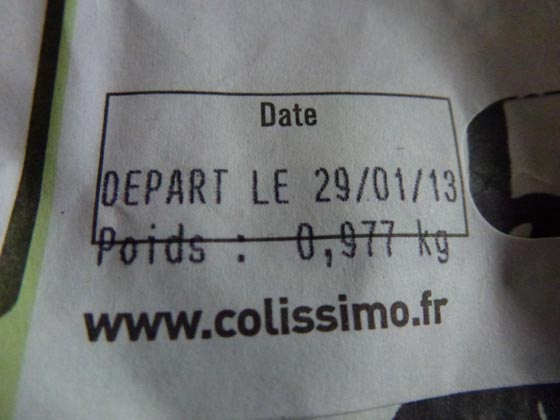 Date
DEPART LE 29/01/13
Poids : 0,977 kg
www.colissimo.fr